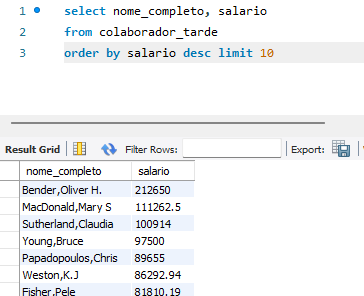 1 select nome_completo, salario
2 from colaborador_tarde
3 order by salario desc limit 10
Result Grid Filter Rows: Export:
nome_completo salario
Bender,Oliver H. 212650
MacDonald,Mary S 111262.5
Sutherland,Claudia 100914
Young,Bruce 97500
Papadopoulos,Chris 89655
Weston,K.J 86292.94
Fisher,Pele 81810.19